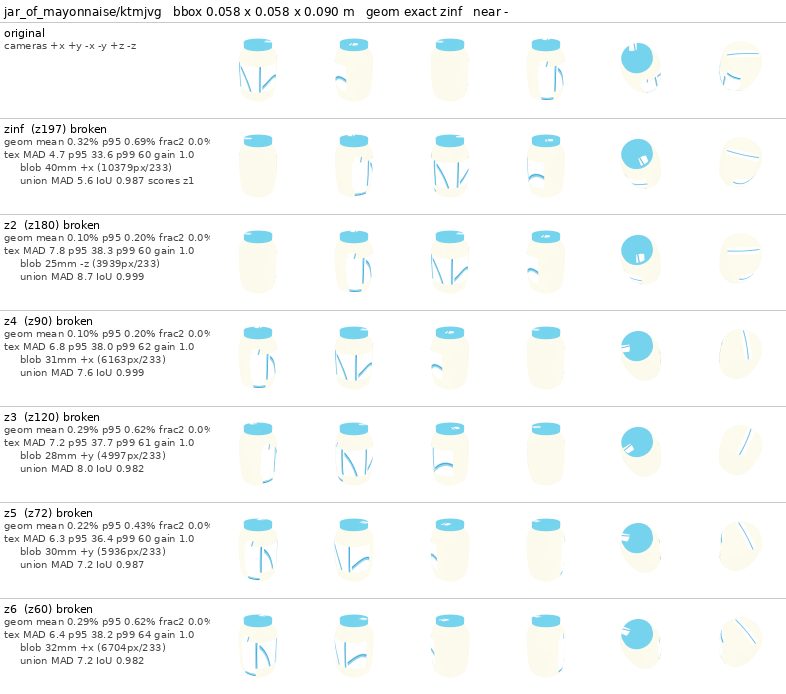 jar_of_mayonnaise/ktmjvg bbox 0.058 x 0.058 x 0.090 m geom exact zinf near -
original
cameras +x +y -x -y +z -z
zinf (z197) broken
geom mean 0.32% p95 0.69% frac2 0.0%
tex MAD 4.7 p95 33.6 p99 60 gain 1.0
blob 40mm +x (10379px/233)
union MAD 5.6 IoU 0.987 scores z1
z2 (z180) broken
geom mean 0.10% p95 0.20% frac2 0.0%
tex MAD 7.8 p95 38.3 p99 60 gain 1.0
blob 25mm -z (3939px/233)
union MAD 8.7 IoU 0.999
z4 (z90) broken
geom mean 0.10% p95 0.20% frac2 0.0%
tex MAD 6.8 p95 38.0 p99 62 gain 1.0
blob 31mm +x (6163px/233)
union MAD 7.6 IoU 0.999
z3 (z120) broken
geom mean 0.29% p95 0.62% frac2 0.0%
tex MAD 7.2 p95 37.7 p99 61 gain 1.0
blob 28mm +y (4997px/233)
union MAD 8.0 IoU 0.982
z5 (z72) broken
geom mean 0.22% p95 0.43% frac2 0.0%
tex MAD 6.3 p95 36.4 p99 60 gain 1.0
blob 30mm +y (5936px/233)
union MAD 7.2 IoU 0.987
z6 (z60) broken
geom mean 0.29% p95 0.62% frac2 0.0%
tex MAD 6.4 p95 38.2 p99 64 gain 1.0
blob 32mm +x (6704px/233)
union MAD 7.2 IoU 0.982